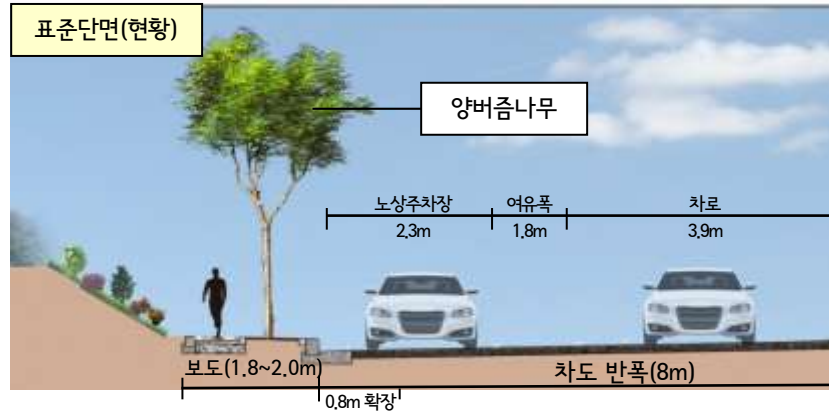 표준단면(현황)
양버즘나무
노상주차장 여유폭 차로
2.3m 1.8m 3.9m
보도(1.8~2.0m) 차도 반폭(8m)
0.8m 확장